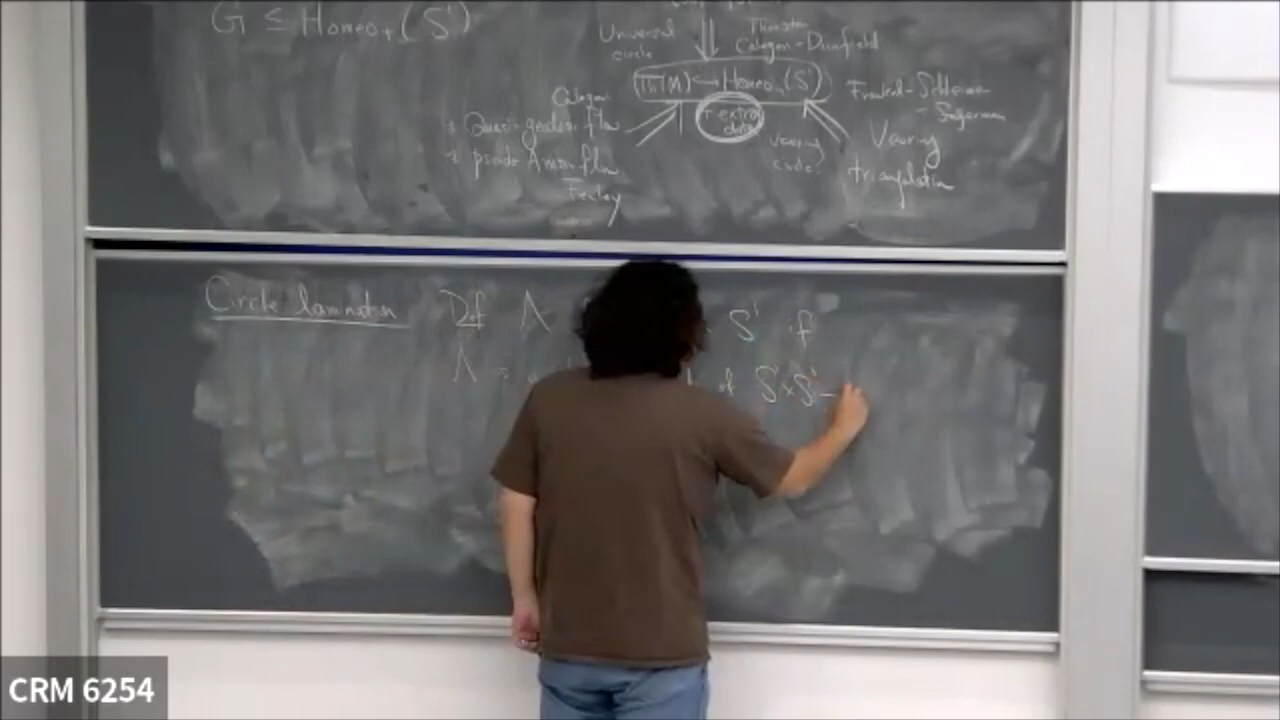 G ≤ Homeo₊(S¹)
Universal circle
Thurston
Calegari - Dunfield
π₁(M) ↪ Homeo₊(S¹)
+ extra data
Calegari
Quasi-geodesic flow
pseudo Anosov flow
Fenley
Veering circle
Frankel - Schleimer
- Segerman
Veering
triangulation
Circle lamination
Def Λ S¹ if
Λ of S¹×S¹ -
CRM 6254